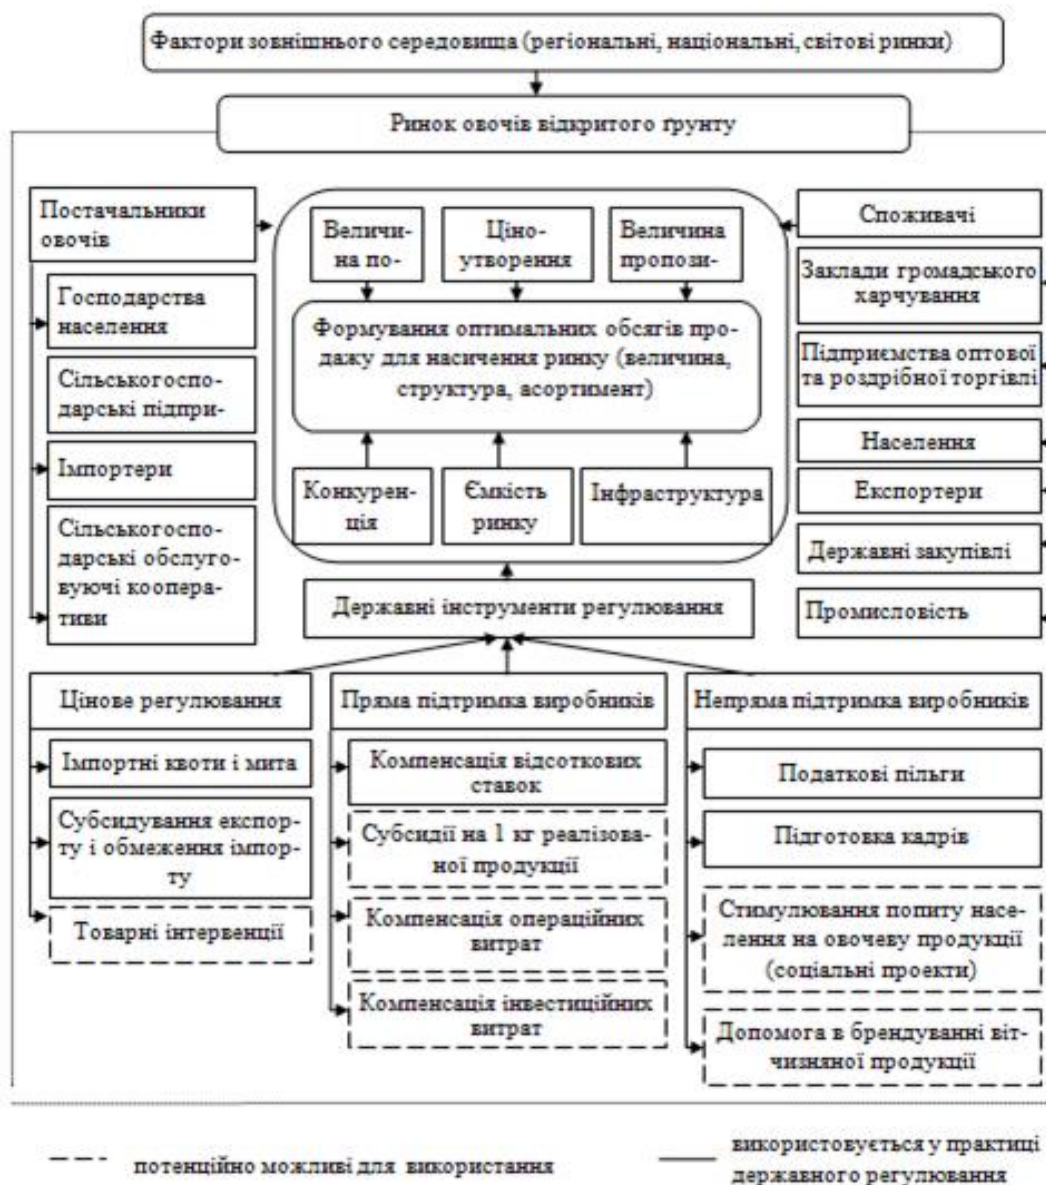 Фактори зовнішнього середовища (регіональні, національні, світові ринки)
Ринок овочів відкритого ґрунту
Постачальники
овочів
Господарства
населення
Сільськогоспо-
дарські підпри-
Імпортери
Сільськогоспо-
дарські обслуго-
вуючі коопера-
тиви
Величи-
на по-
Ціно-
утворення
Величина
пропози-
Формування оптимальних обсягів про-
дажу для насичення ринку (величина,
структура, асортимент)
Конкурен-
ція
Ємкість
ринку
Інфраструктура
Споживачі
Заклади громадського
харчування
Підприємства оптової
та роздрібної торгівлі
Населення
Експортери
Державні закупівлі
Промисловість
Державні інструменти регулювання
Цінове регулювання
Імпортні квоти і мита
Субсидування експор-
ту і обмеження імпор-
ту
Товарні інтервенції
Пряма підтримка виробників
Компенсація відсоткових
ставок
Субсидії на 1 кг реалізова-
ної продукції
Компенсація операційних
витрат
Компенсація інвестиційних
витрат
Непряма підтримка виробників
Податкові пільги
Підготовка кадрів
Стимулювання попиту насе-
лення на овочеву продукції
(соціальні проекти)
Допомога в брендуванні віт-
чизняної продукції
потенційно можливі для використання
використовується у практиці
державного регулювання